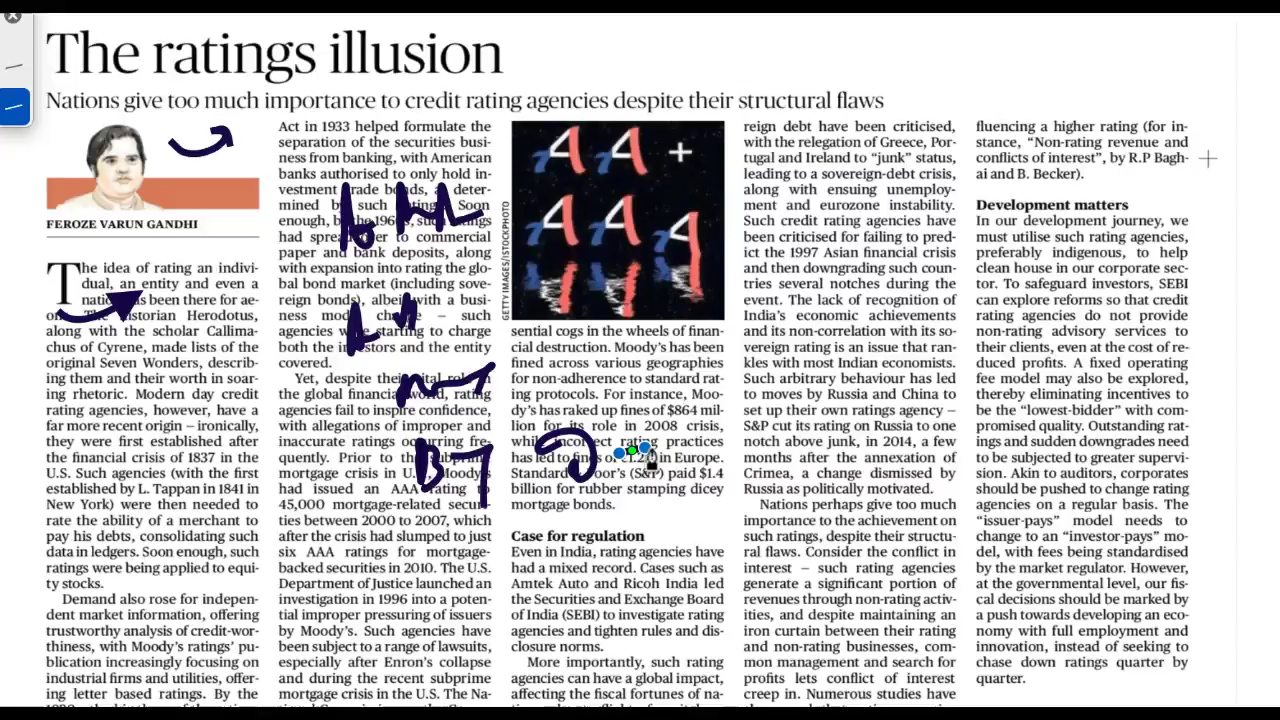 The ratings illusion
Nations give too much importance to credit rating agencies despite their structural flaws
FEROZE VARUN GANDHI
The idea of rating an indivi-
dual, an entity and even a
has been there for ae-
historian Herodotus,
along with the scholar Callima-
chus of Cyrene, made lists of the
original Seven Wonders, describ-
ing them and their worth in soar-
ing rhetoric. Modern day credit
rating agencies, however, have a
far more recent origin – ironically,
they were first established after
the financial crisis of 1837 in the
U.S. Such agencies (with the first
established by L. Tappan in 1841 in
New York) were then needed to
rate the ability of a merchant to
pay his debts, consolidating such
data in ledgers. Soon enough, such
ratings were being applied to equi-
ty stocks.
Demand also rose for indepen-
dent market information, offering
trustworthy analysis of credit-wor-
thiness, with Moody's ratings' pu-
blication increasingly focusing on
industrial firms and utilities, offer-
ing letter based ratings. By the
Act in 1933 helped formulate the
separation of the securities busi-
ness from banking, with American
banks authorised to only hold in-
vestment grade bonds, as deter-
mined by such ratings. Soon
enough, by the 1960s, such ratings
had spread over to commercial
paper and bank deposits, along
with expansion into rating the glo-
bal bond market (including sove-
reign bonds), albeit with a busi-
ness model change – such
agencies were starting to charge
both the investors and the entity
covered.
Yet, despite their vital role in
the global financial world, rating
agencies fail to inspire confidence,
with allegations of improper and
inaccurate ratings occurring fre-
quently. Prior to the subprime
mortgage crisis in U.S., Moody's
had issued an AAA rating to
45,000 mortgage-related securi-
ties between 2000 to 2007, which
after the crisis had slumped to just
six AAA ratings for mortgage-
backed securities in 2010. The U.S.
Department of Justice launched an
investigation in 1996 into a poten-
tial improper pressuring of issuers
by Moody's. Such agencies have
been subject to a range of lawsuits,
especially after Enron's collapse
and during the recent subprime
mortgage crisis in the U.S. The Na-
GETTY IMAGES/ISTOCKPHOTO
sential cogs in the wheels of finan-
cial destruction. Moody's has been
fined across various geographies
for non-adherence to standard rat-
ing protocols. For instance, Moo-
dy's has raked up fines of $864 mil-
lion for its role in 2008 crisis,
while incorrect rating practices
has led to fines of in Europe.
Standard Poor's (S&P) paid $1.4
billion for rubber stamping dicey
mortgage bonds.
Case for regulation
Even in India, rating agencies have
had a mixed record. Cases such as
Amtek Auto and Ricoh India led
the Securities and Exchange Board
of India (SEBI) to investigate rating
agencies and tighten rules and dis-
closure norms.
More importantly, such rating
agencies can have a global impact,
affecting the fiscal fortunes of na-
reign debt have been criticised,
with the relegation of Greece, Por-
tugal and Ireland to "junk" status,
leading to a sovereign-debt crisis,
along with ensuing unemploy-
ment and eurozone instability.
Such credit rating agencies have
been criticised for failing to pred-
ict the 1997 Asian financial crisis
and then downgrading such coun-
tries several notches during the
event. The lack of recognition of
India's economic achievements
and its non-correlation with its so-
vereign rating is an issue that ran-
kles with most Indian economists.
Such arbitrary behaviour has led
to moves by Russia and China to
set up their own ratings agency –
S&P cut its rating on Russia to one
notch above junk, in 2014, a few
months after the annexation of
Crimea, a change dismissed by
Russia as politically motivated.
Nations perhaps give too much
importance to the achievement on
such ratings, despite their structu-
ral flaws. Consider the conflict in
interest – such rating agencies
generate a significant portion of
revenues through non-rating activ-
ities, and despite maintaining an
iron curtain between their rating
and non-rating businesses, com-
mon management and search for
profits lets conflict of interest
creep in. Numerous studies have
fluencing a higher rating (for in-
stance, "Non-rating revenue and
conflicts of interest", by R.P Bagh-
ai and B. Becker).
Development matters
In our development journey, we
must utilise such rating agencies,
preferably indigenous, to help
clean house in our corporate sec-
tor. To safeguard investors, SEBI
can explore reforms so that credit
rating agencies do not provide
non-rating advisory services to
their clients, even at the cost of re-
duced profits. A fixed operating
fee model may also be explored,
thereby eliminating incentives to
be the "lowest-bidder" with com-
promised quality. Outstanding rat-
ings and sudden downgrades need
to be subjected to greater supervi-
sion. Akin to auditors, corporates
should be pushed to change rating
agencies on a regular basis. The
"issuer-pays" model needs to
change to an "investor-pays" mo-
del, with fees being standardised
by the market regulator. However,
at the governmental level, our fis-
cal decisions should be marked by
a push towards developing an eco-
nomy with full employment and
innovation, instead of seeking to
chase down ratings quarter by
quarter.